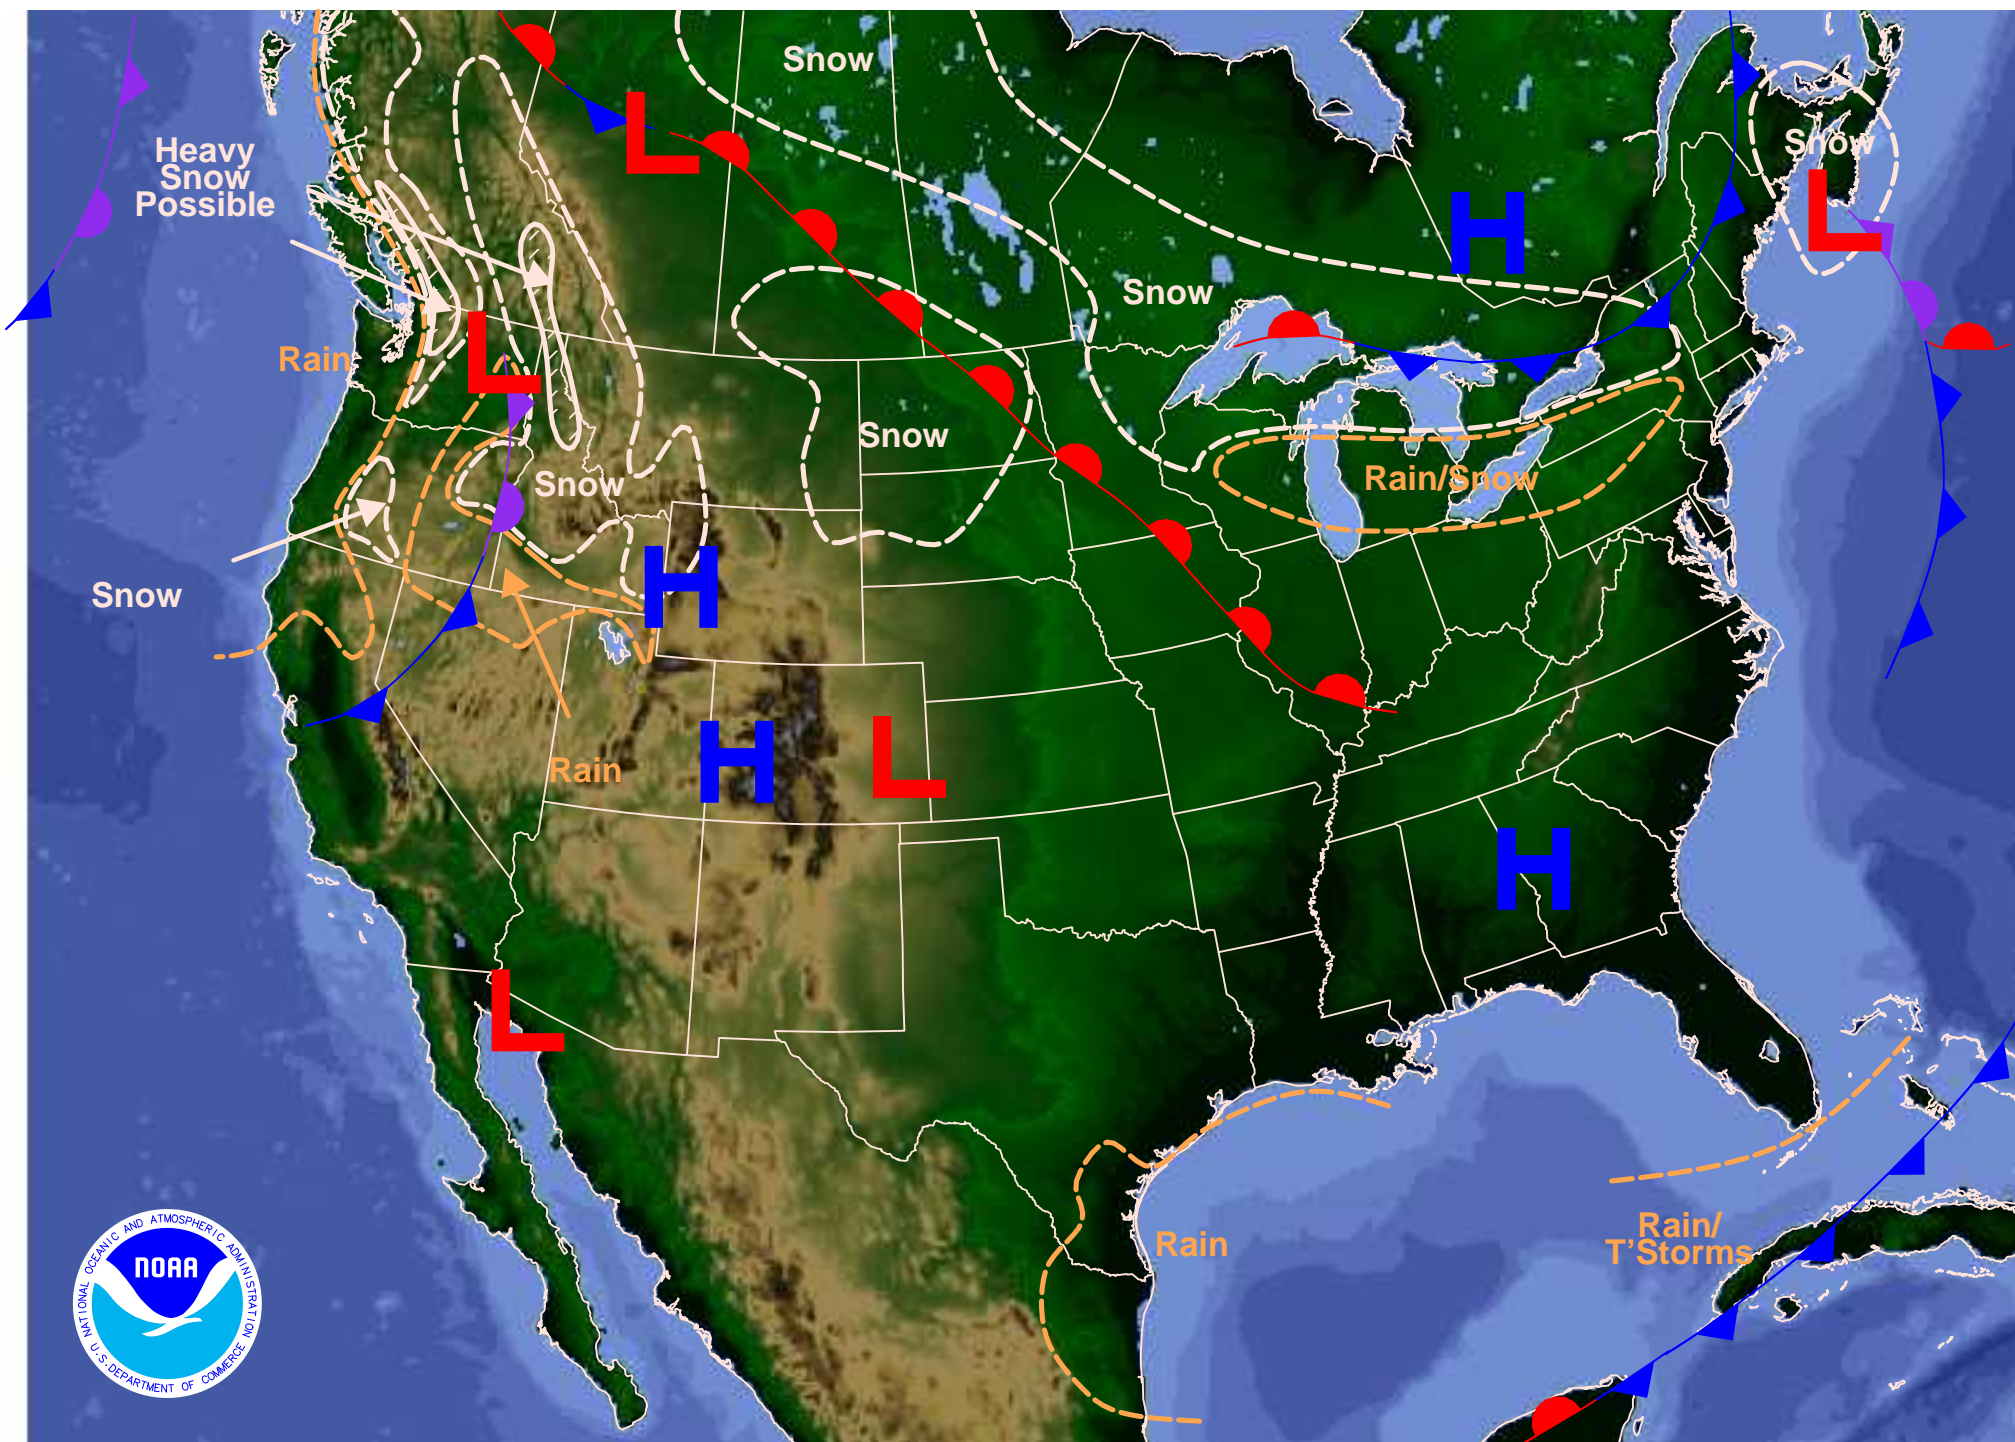 Snow
Heavy
Snow
Possible
Snow
L
L
H
Snow
L
Rain
Snow
Rain/Snow
Snow
H
Snow
H
L
Rain
H
L
Rain
Rain/
T'Storms
NATIONAL OCEANIC AND ATMOSPHERIC ADMINISTRATION
NOAA
U.S. DEPARTMENT OF COMMERCE